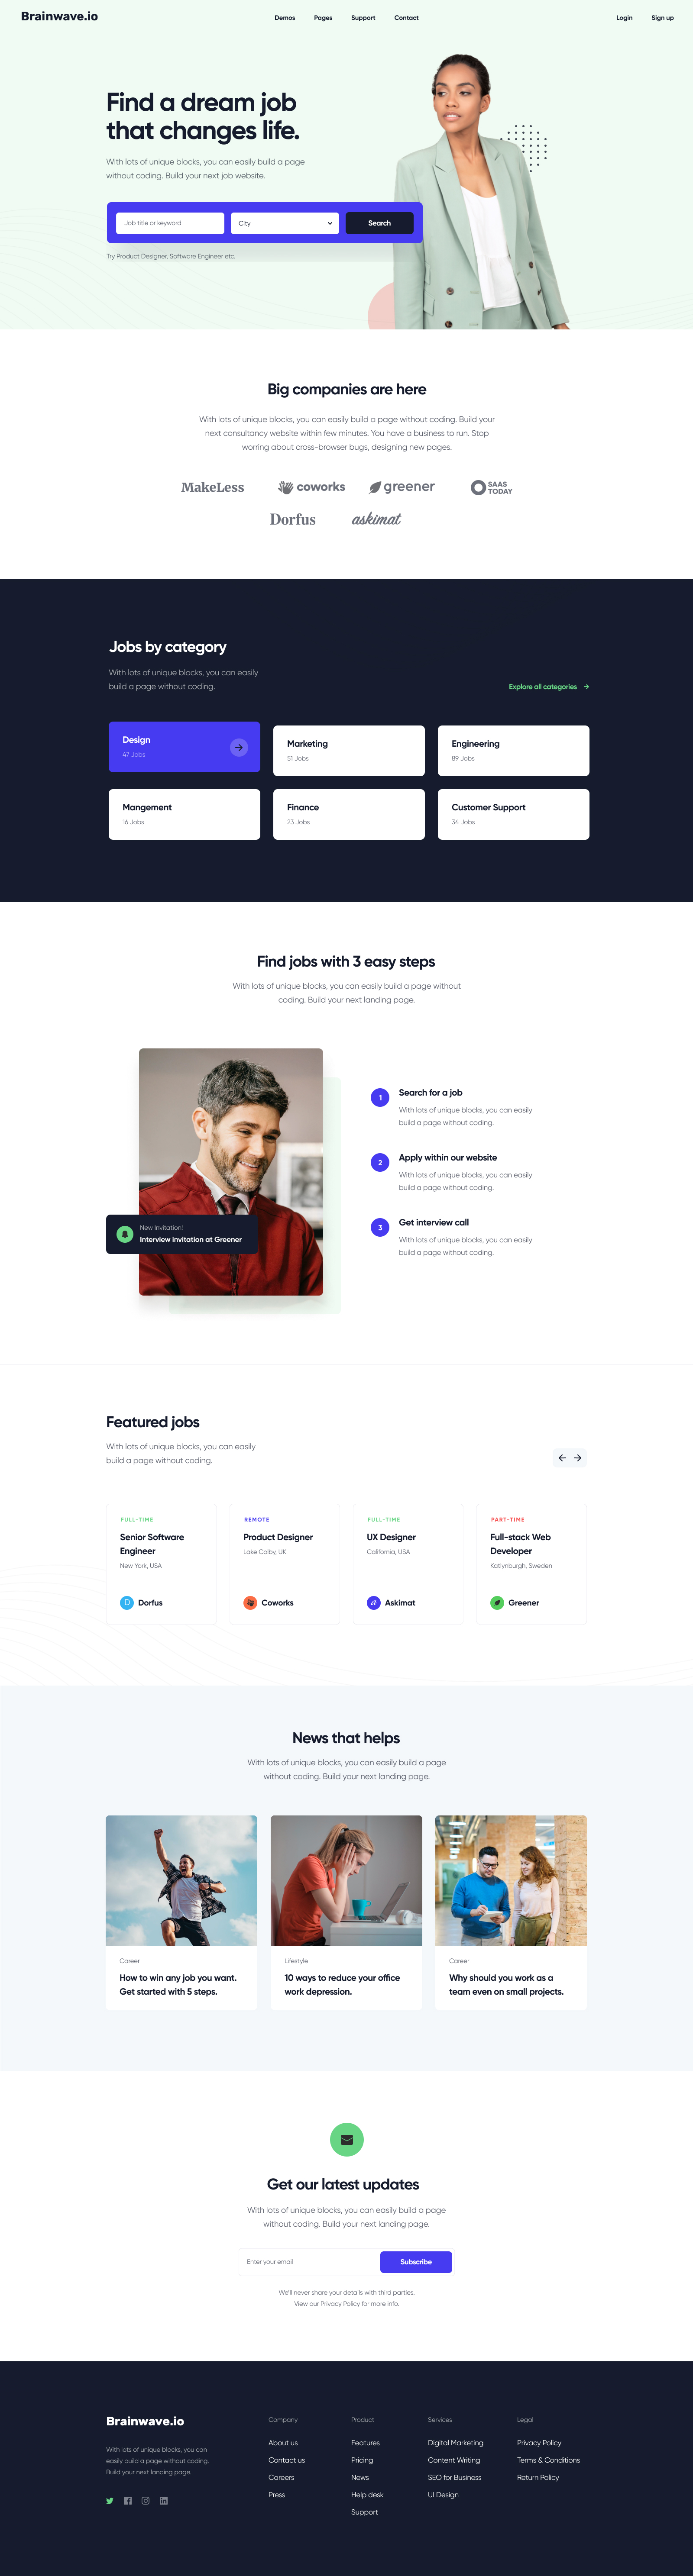 Brainwave.io
Demos
Pages
Support
Contact
Login
Sign up
Find a dream job
that changes life.
With lots of unique blocks, you can easily build a page
without coding. Build your next job website.
Job title or keyword
City
Search
Try Product Designer, Software Engineer etc.
Big companies are here
With lots of unique blocks, you can easily build a page without coding. Build your
next consultancy website within few minutes. You have a business to run. Stop
worring about cross-browser bugs, designing new pages.
MakeLess
coworks
greener
SAAS
TODAY
Dorfus
askimat
Jobs by category
With lots of unique blocks, you can easily
build a page without coding.
Explore all categories
Design
47 Jobs
Marketing
51 Jobs
Engineering
89 Jobs
Mangement
16 Jobs
Finance
23 Jobs
Customer Support
34 Jobs
Find jobs with 3 easy steps
With lots of unique blocks, you can easily build a page without
coding. Build your next landing page.
New Invitation!
Interview invitation at Greener
1
Search for a job
With lots of unique blocks, you can easily
build a page without coding.
2
Apply within our website
With lots of unique blocks, you can easily
build a page without coding.
3
Get interview call
With lots of unique blocks, you can easily
build a page without coding.
Featured jobs
With lots of unique blocks, you can easily
build a page without coding.
FULL-TIME
Senior Software
Engineer
New York, USA
D
Dorfus
REMOTE
Product Designer
Lake Colby, UK
Coworks
FULL-TIME
UX Designer
California, USA
a
Askimat
PART-TIME
Full-stack Web
Developer
Katlynburgh, Sweden
Greener
News that helps
With lots of unique blocks, you can easily build a page
without coding. Build your next landing page.
Career
How to win any job you want.
Get started with 5 steps.
Lifestyle
10 ways to reduce your office
work depression.
Career
Why should you work as a
team even on small projects.
Get our latest updates
With lots of unique blocks, you can easily build a page
without coding. Build your next landing page.
Enter your email
Subscribe
We'll never share your details with third parties.
View our Privacy Policy for more info.
Brainwave.io
With lots of unique blocks, you can
easily build a page without coding.
Build your next landing page.
Company
About us
Contact us
Careers
Press
Product
Features
Pricing
News
Help desk
Support
Services
Digital Marketing
Content Writing
SEO for Business
UI Design
Legal
Privacy Policy
Terms & Conditions
Return Policy